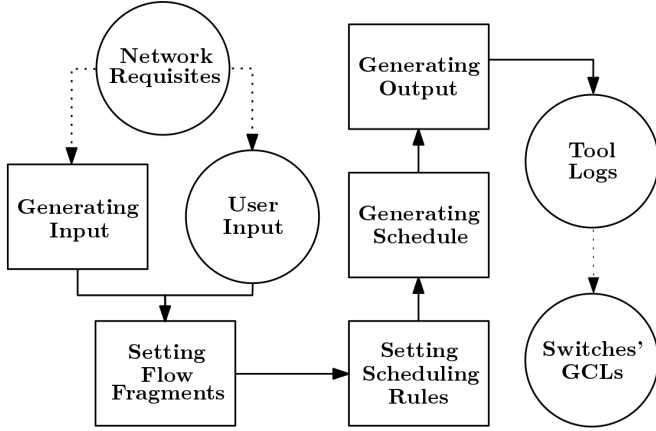 Network
Requisites
Generating
Input
User
Input
Setting
Flow
Fragments
Setting
Scheduling
Rules
Generating
Schedule
Generating
Output
Tool
Logs
Switches'
GCLs